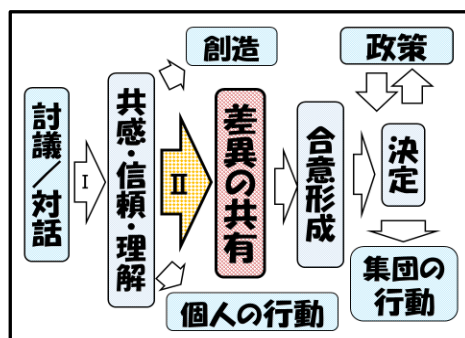 討議／対話
Ⅰ
共感・信頼・理解
創造
Ⅱ
個人の行動
差異の共有
合意形成
政策
決定
集団の
行動